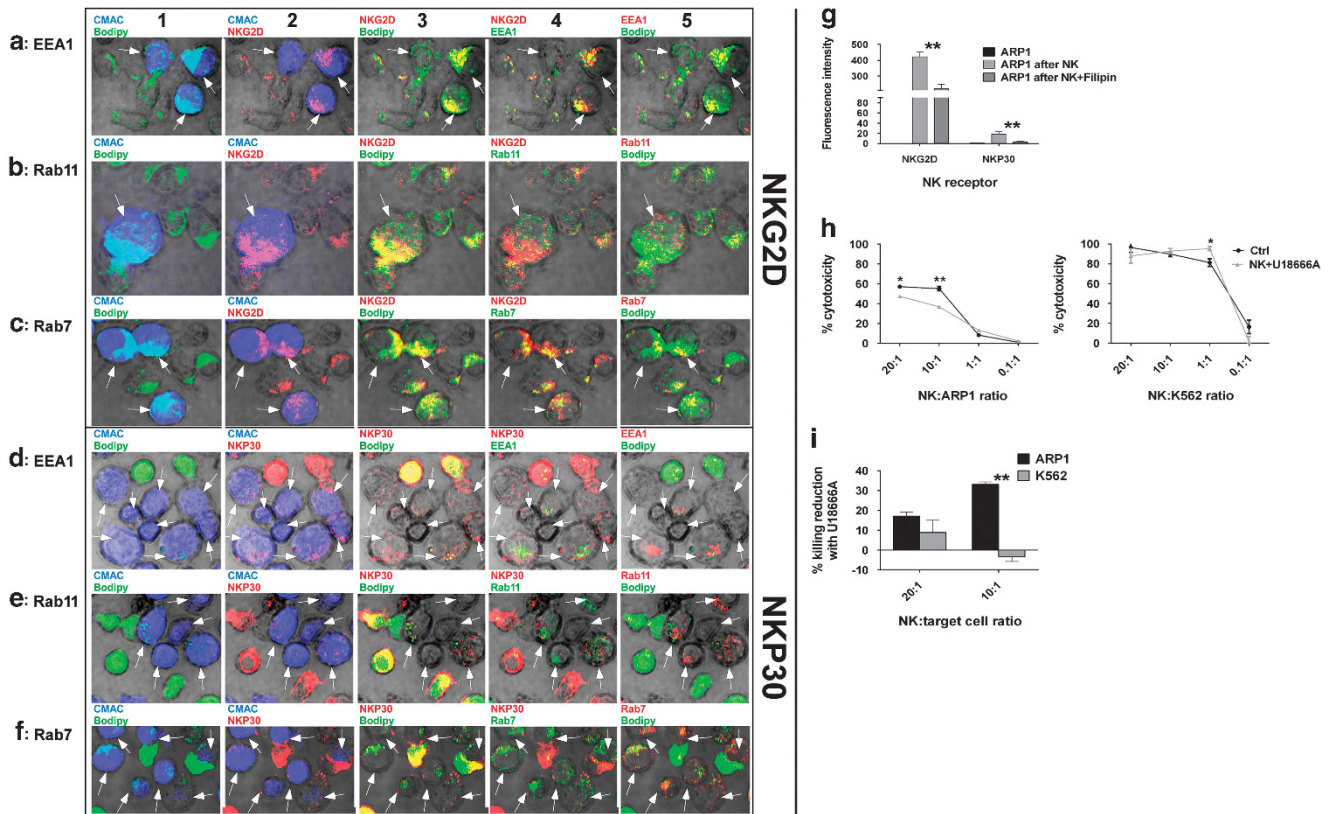 1 2 3 4 5
CMAC CMAC NKG2D NKG2D EEA1
Bodipy NKG2D Bodipy EEA1 Bodipy
a: EEA1
CMAC CMAC NKG2D NKG2D Rab11
Bodipy NKG2D Bodipy Rab11 Bodipy
b: Rab11
CMAC CMAC NKG2D NKG2D Rab7
Bodipy NKG2D Bodipy Rab7 Bodipy
c: Rab7
NKG2D
CMAC CMAC NKP30 NKP30 EEA1
Bodipy NKP30 Bodipy EEA1 Bodipy
d: EEA1
CMAC CMAC NKP30 NKP30 Rab11
Bodipy NKP30 Bodipy Rab11 Bodipy
e: Rab11
CMAC CMAC NKP30 NKP30 Rab7
Bodipy NKP30 Bodipy Rab7 Bodipy
f: Rab7
NKP30
g
Fluorescence intensity
500
400
300
200
100
80
60
40
20
0
** **
ARP1
ARP1 after NK
ARP1 after NK+Filipin
NKG2D NKP30
NK receptor
h
% cytotoxicity
100
80
60
40
20
0
* **
20:1 10:1 1:1 0.1:1
NK:ARP1 ratio
% cytotoxicity
100
80
60
40
20
0
*
Ctrl
NK+U18666A
20:1 10:1 1:1 0.1:1
NK:K562 ratio
i
% killing reduction
with U18666A
40
30
20
10
0
-10
**
ARP1
K562
20:1 10:1
NK:target cell ratio